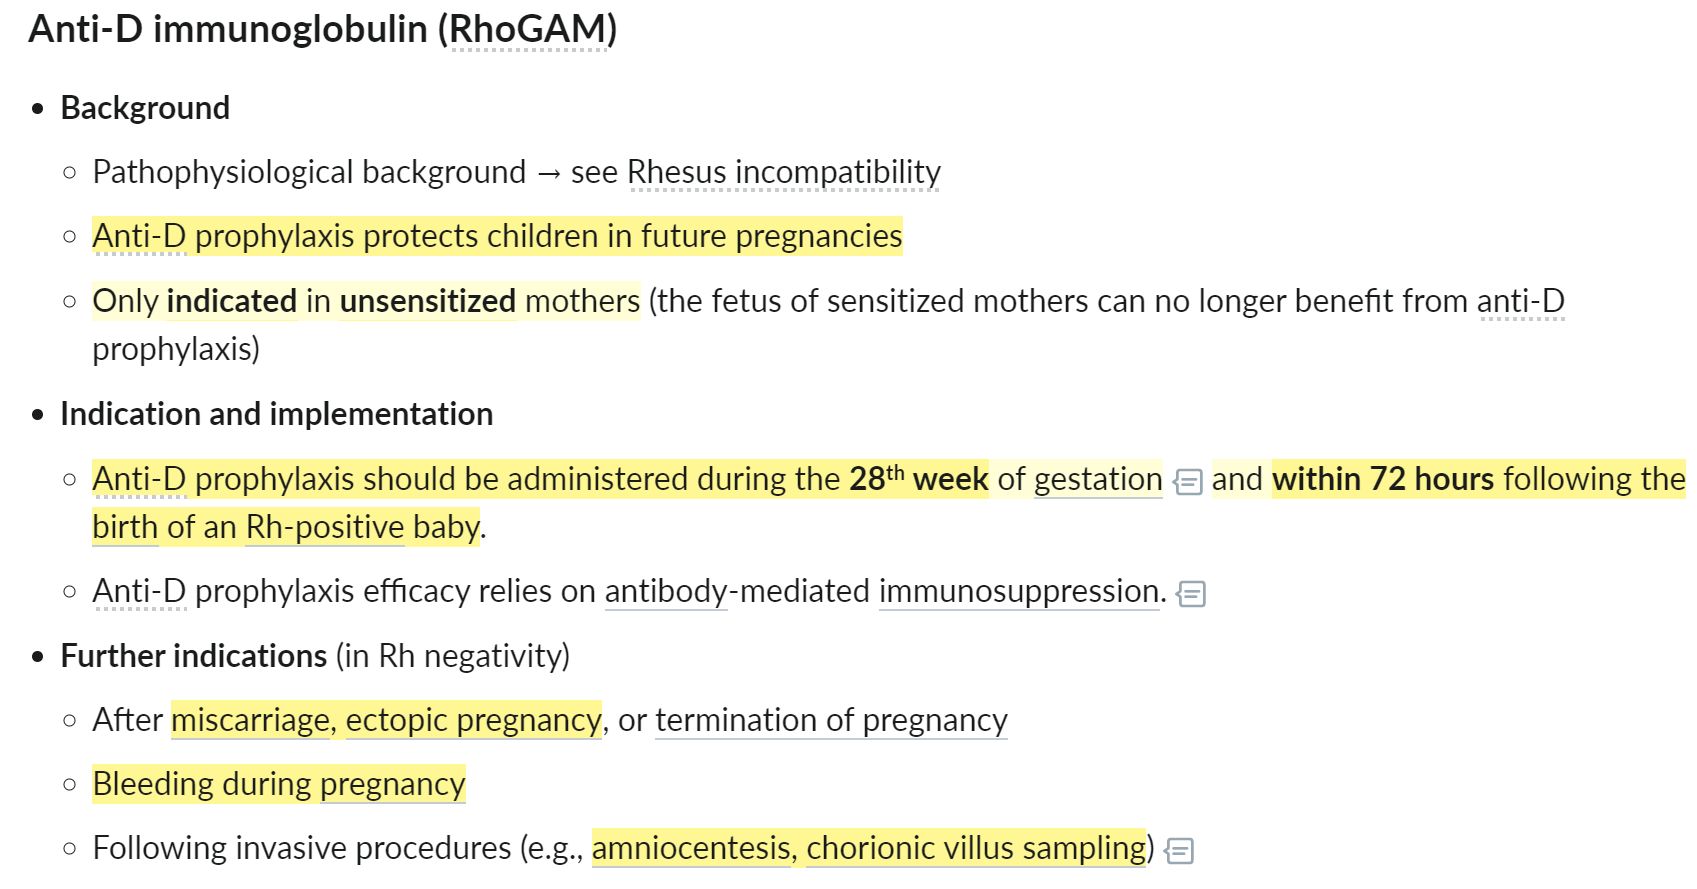 Anti-D immunoglobulin (RhoGAM)
• Background
○ Pathophysiological background → see Rhesus incompatibility
○ Anti-D prophylaxis protects children in future pregnancies
○ Only indicated in unsensitized mothers (the fetus of sensitized mothers can no longer benefit from anti-D
prophylaxis)
• Indication and implementation
○ Anti-D prophylaxis should be administered during the 28th week of gestation and within 72 hours following the
birth of an Rh-positive baby.
○ Anti-D prophylaxis efficacy relies on antibody-mediated immunosuppression.
• Further indications (in Rh negativity)
○ After miscarriage, ectopic pregnancy, or termination of pregnancy
○ Bleeding during pregnancy
○ Following invasive procedures (e.g., amniocentesis, chorionic villus sampling)